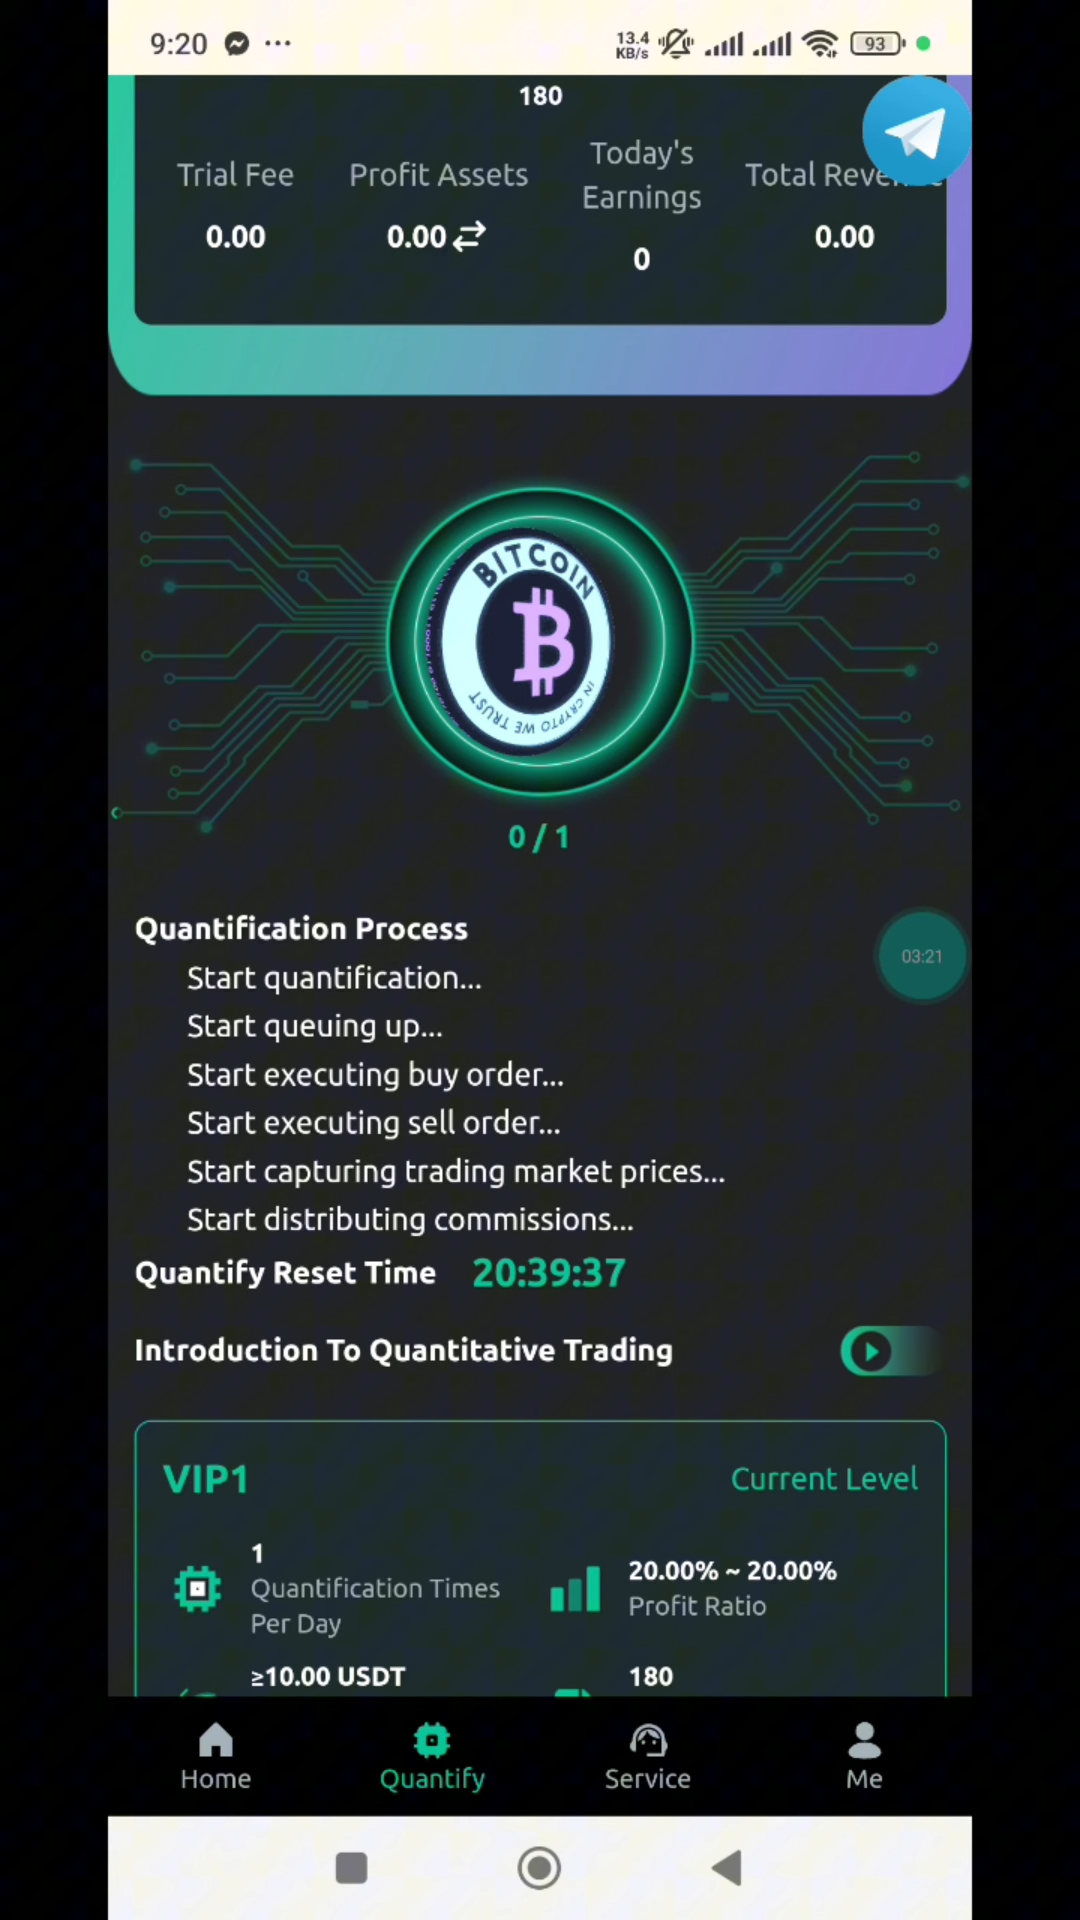 9:20 ...
13.4
KB/s
93
180
Trial Fee
0.00
Profit Assets
0.00
Today's
Earnings
0
Total
0.00
BITCOIN
B
IN CRYPTO WE TRUST
0 / 1
Quantification Process
03:21
Start quantification...
Start queuing up...
Start executing buy order...
Start executing sell order...
Start capturing trading market prices...
Start distributing commissions...
Quantify Reset Time 20:39:37
Introduction To Quantitative Trading
VIP1
Current Level
1
Quantification Times
Per Day
20.00% ~ 20.00%
Profit Ratio
≥10.00 USDT
180
Home
Quantify
Service
Me